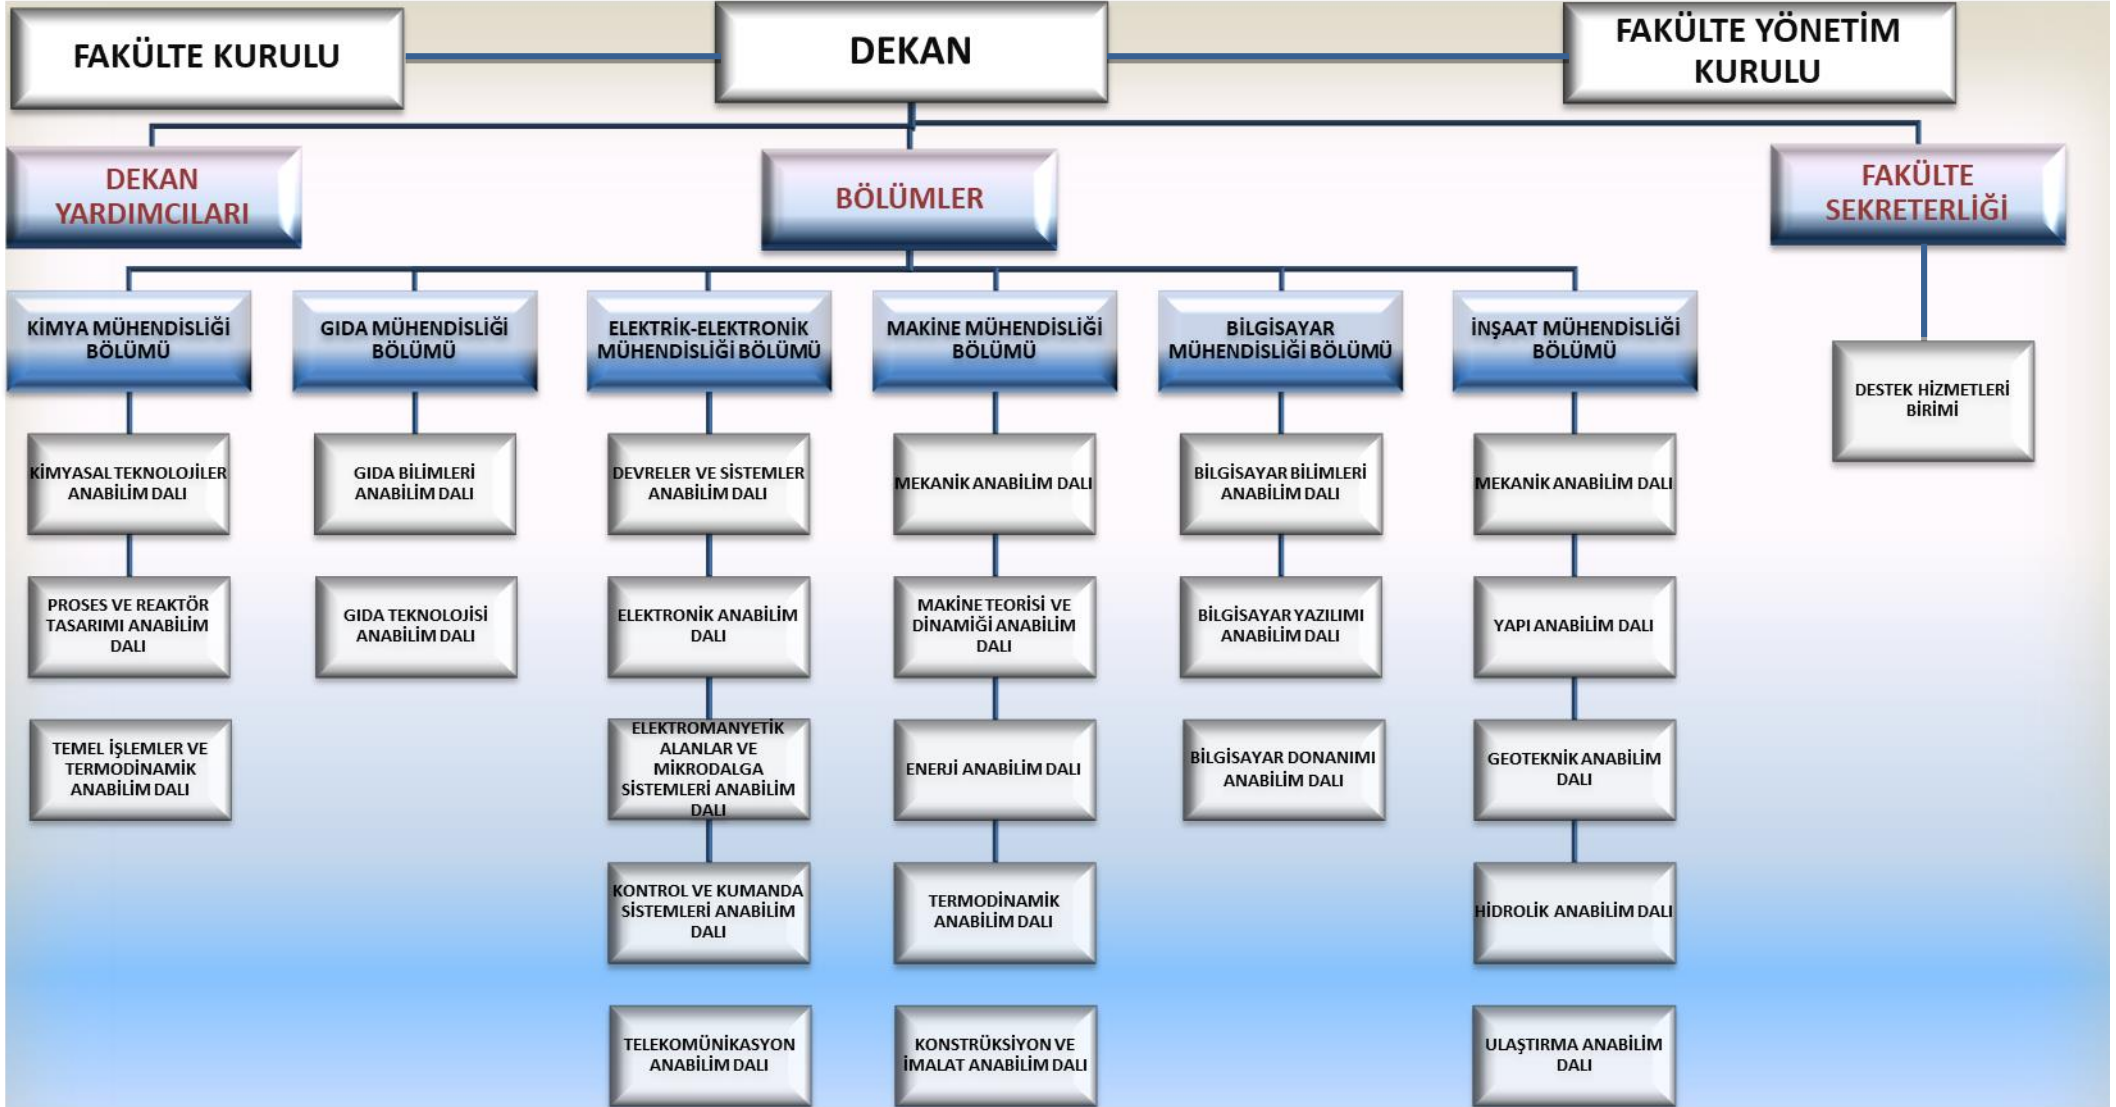 FAKÜLTE KURULU
DEKAN
FAKÜLTE YÖNETİM
KURULU
DEKAN
YARDIMCILARI
BÖLÜMLER
FAKÜLTE
SEKRETERLİĞİ
KİMYA MÜHENDİSLİĞİ
BÖLÜMÜ
GIDA MÜHENDİSLİĞİ
BÖLÜMÜ
ELEKTRİK-ELEKTRONİK
MÜHENDİSLİĞİ BÖLÜMÜ
MAKİNE MÜHENDİSLİĞİ
BÖLÜMÜ
BİLGİSAYAR
MÜHENDİSLİĞİ BÖLÜMÜ
İNŞAAT MÜHENDİSLİĞİ
BÖLÜMÜ
DESTEK HİZMETLERİ
BİRİMİ
KİMYASAL TEKNOLOJİLER
ANABİLİM DALI
GIDA BİLİMLERİ
ANABİLİM DALI
DEVRELER VE SİSTEMLER
ANABİLİM DALI
MEKANİK ANABİLİM DALI
BİLGİSAYAR BİLİMLERİ
ANABİLİM DALI
MEKANİK ANABİLİM DALI
PROSES VE REAKTÖR
TASARIMI ANABİLİM
DALI
GIDA TEKNOLOJİSİ
ANABİLİM DALI
ELEKTRONİK ANABİLİM
DALI
MAKİNE TEORİSİ VE
DİNAMİĞİ ANABİLİM
DALI
BİLGİSAYAR YAZILIMI
ANABİLİM DALI
YAPI ANABİLİM DALI
TEMEL İŞLEMLER VE
TERMODİNAMİK
ANABİLİM DALI
ELEKTROMANYETİK
ALANLAR VE
MİKRODALGA
SİSTEMLERİ ANABİLİM
DALI
ENERJİ ANABİLİM DALI
BİLGİSAYAR DONANIMI
ANABİLİM DALI
GEOTEKNİK ANABİLİM
DALI
KONTROL VE KUMANDA
SİSTEMLERİ ANABİLİM
DALI
TERMODİNAMİK
ANABİLİM DALI
HİDROLİK ANABİLİM DALI
TELEKOMÜNİKASYON
ANABİLİM DALI
KONSTRÜKSİYON VE
İMALAT ANABİLİM DALI
ULAŞTIRMA ANABİLİM
DALI